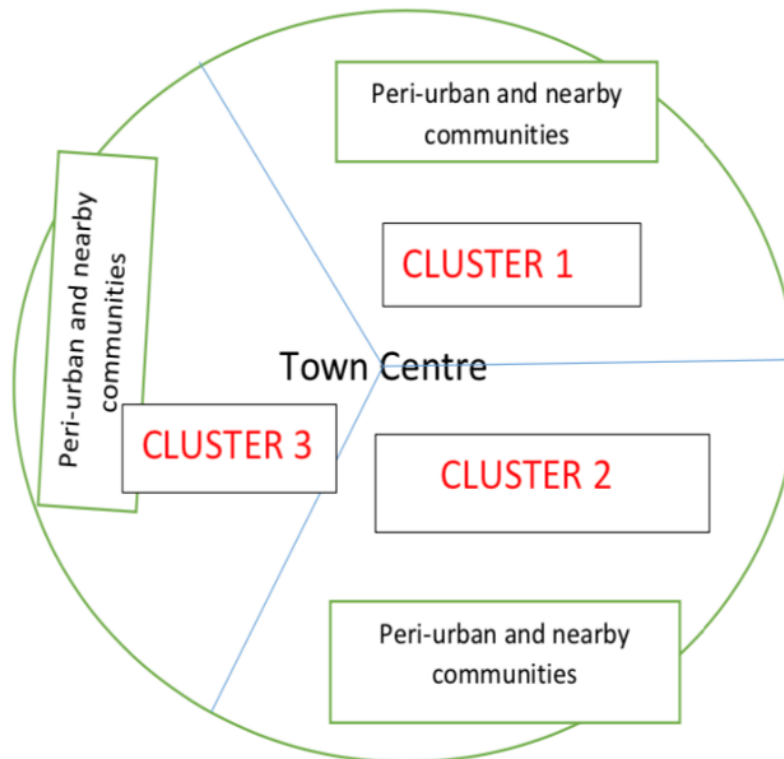 Peri-urban and nearby
communities
CLUSTER 1
Peri-urban and nearby
communities
Town Centre
CLUSTER 3
CLUSTER 2
Peri-urban and nearby
communities